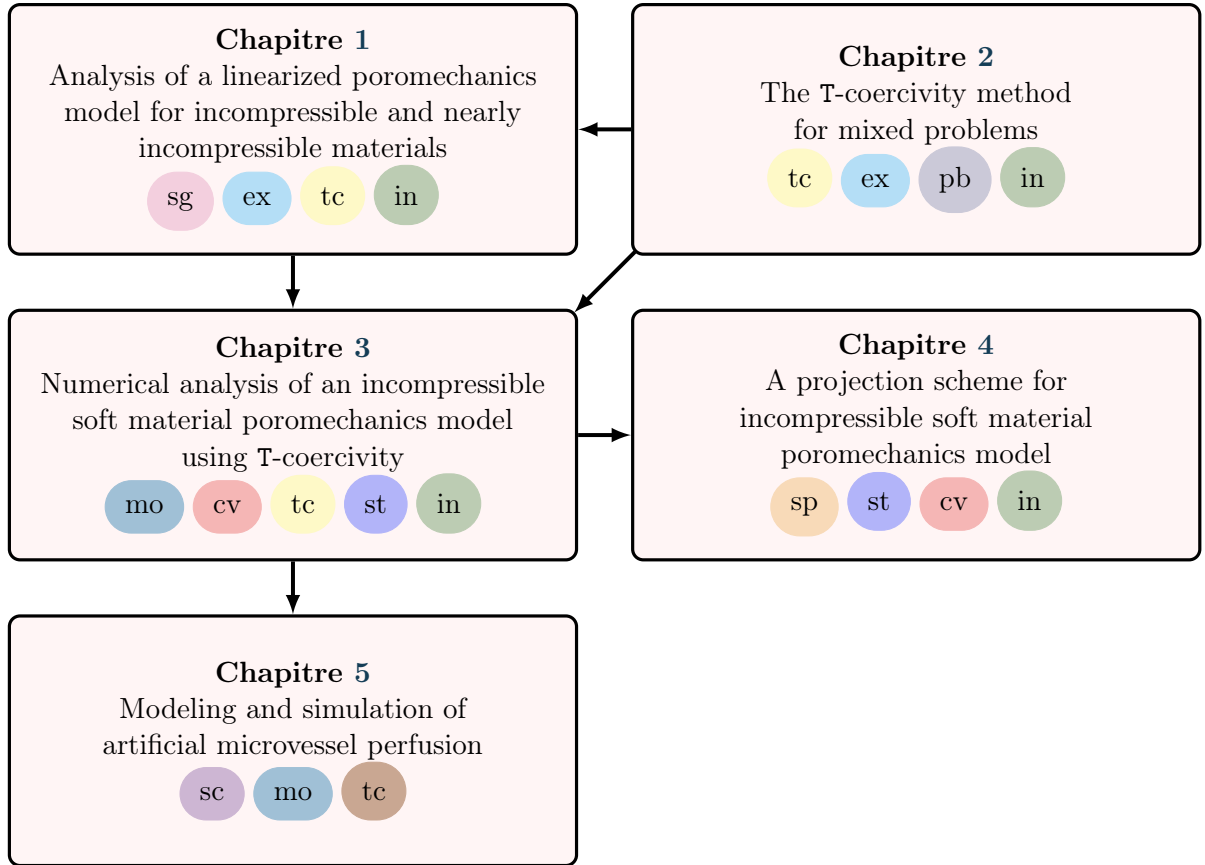 Chapitre 1
Analysis of a linearized poromechanics
model for incompressible and nearly
incompressible materials
sg ex tc in
Chapitre 2
The T-coercivity method
for mixed problems
tc ex pb in
Chapitre 3
Numerical analysis of an incompressible
soft material poromechanics model
using T-coercivity
mo cv tc st in
Chapitre 4
A projection scheme for
incompressible soft material
poromechanics model
sp st cv in
Chapitre 5
Modeling and simulation of
artificial microvessel perfusion
sc mo tc